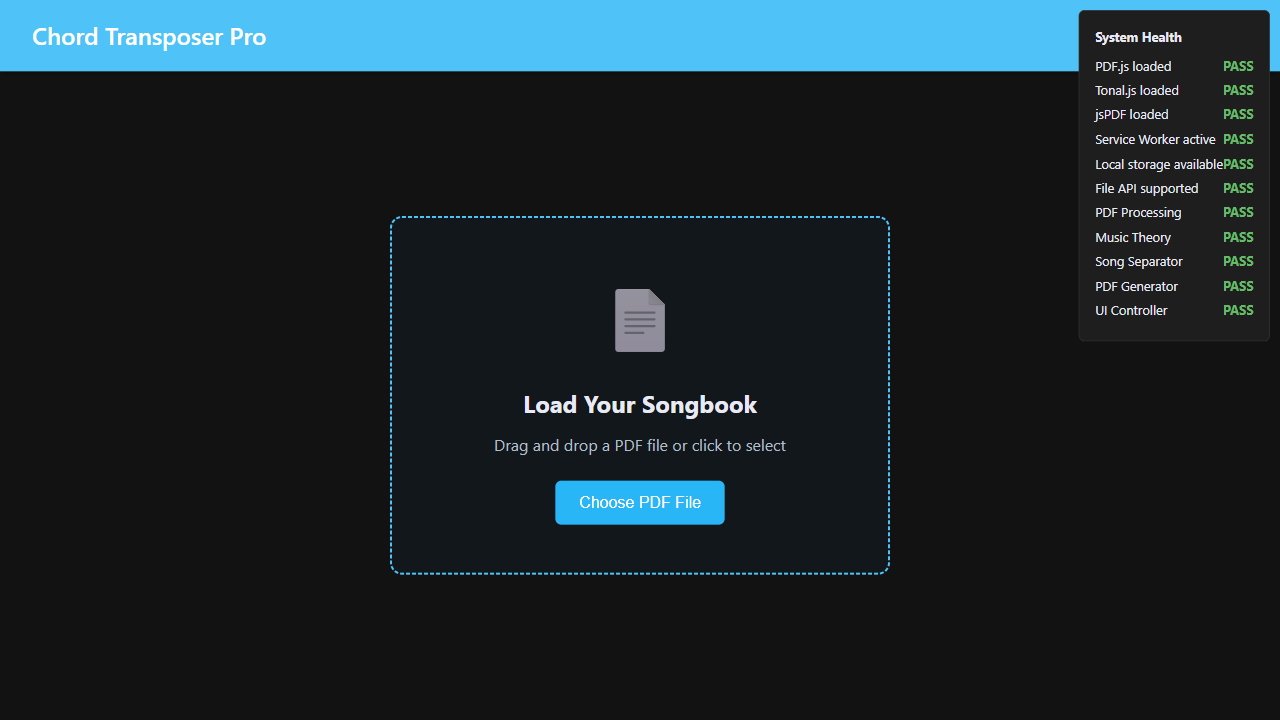 Chord Transposer Pro
System Health
PDF.js loaded PASS
Tonal.js loaded PASS
jsPDF loaded PASS
Service Worker active PASS
Local storage available PASS
File API supported PASS
PDF Processing PASS
Music Theory PASS
Song Separator PASS
PDF Generator PASS
UI Controller PASS
Load Your Songbook
Drag and drop a PDF file or click to select
Choose PDF File